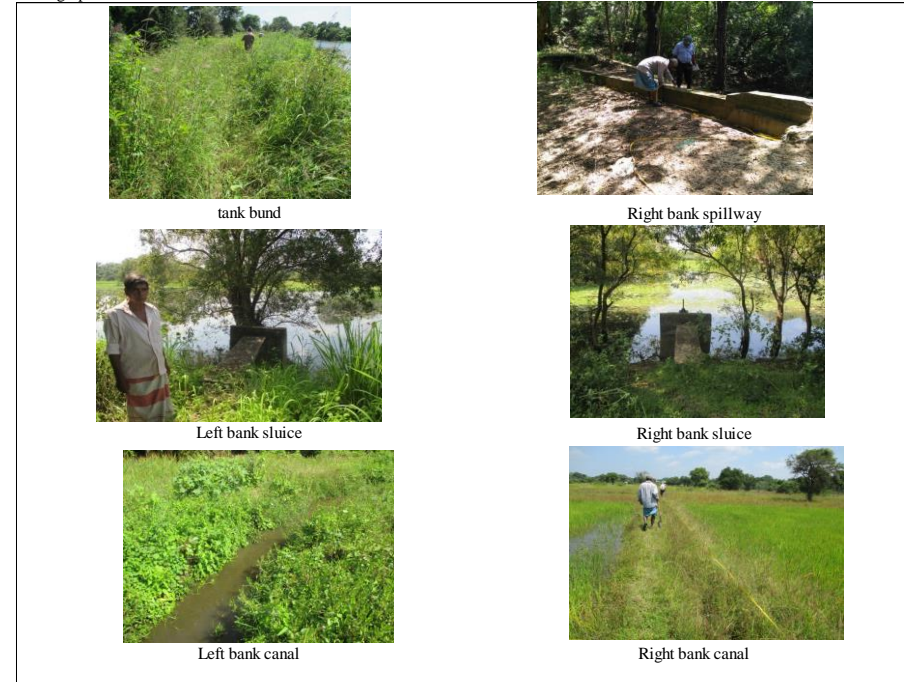 tank bund
Right bank spillway
Left bank sluice
Right bank sluice
Left bank canal
Right bank canal